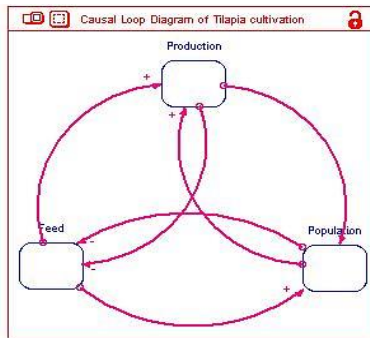 Causal Loop Diagram of Tilapia cultivation
Production
+
+
Feed
-
-
Population
+